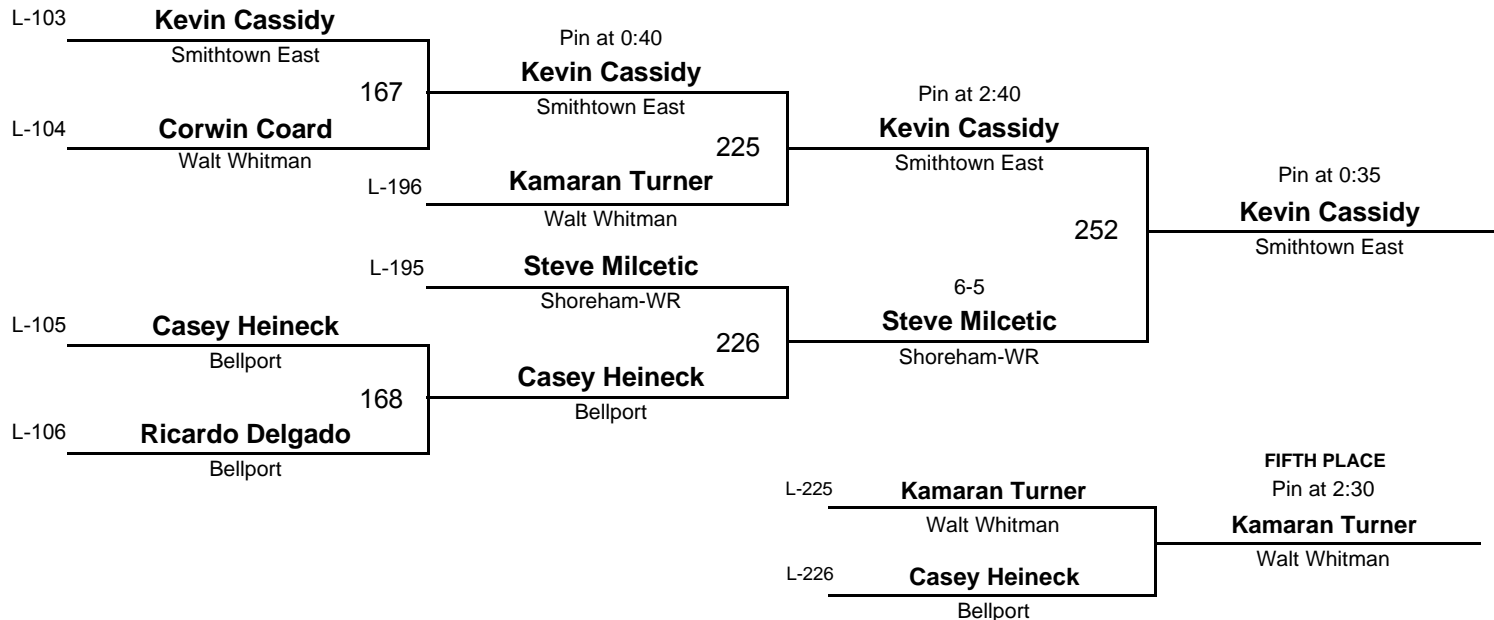 L-103 Kevin Cassidy
Smithtown East
167
L-104 Corwin Coard
Walt Whitman
Pin at 0:40
Kevin Cassidy
Smithtown East
225
L-196 Kamaran Turner
Walt Whitman
L-195 Steve Milcetic
Shoreham-WR
226
L-105 Casey Heineck
Bellport
168
L-106 Ricardo Delgado
Bellport
Casey Heineck
Bellport
Pin at 2:40
Kevin Cassidy
Smithtown East
252
6-5
Steve Milcetic
Shoreham-WR
Pin at 0:35
Kevin Cassidy
Smithtown East
L-225 Kamaran Turner
Walt Whitman
L-226 Casey Heineck
Bellport
FIFTH PLACE
Pin at 2:30
Kamaran Turner
Walt Whitman